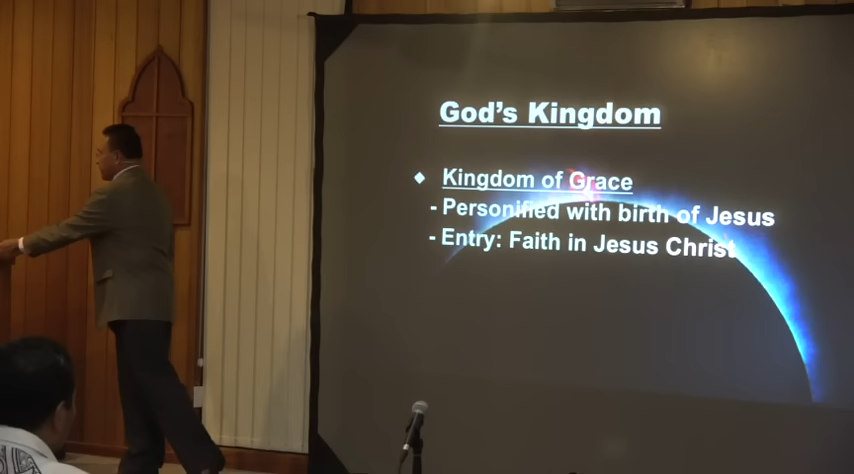 God's Kingdom
❖ Kingdom of Grace
- Personified with birth of Jesus
- Entry: Faith in Jesus Christ